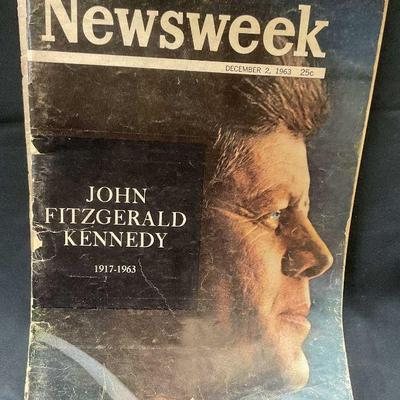 Newsweek
DECEMBER 2, 1963 25c
JOHN
FITZGERALD
KENNEDY
1917-1963